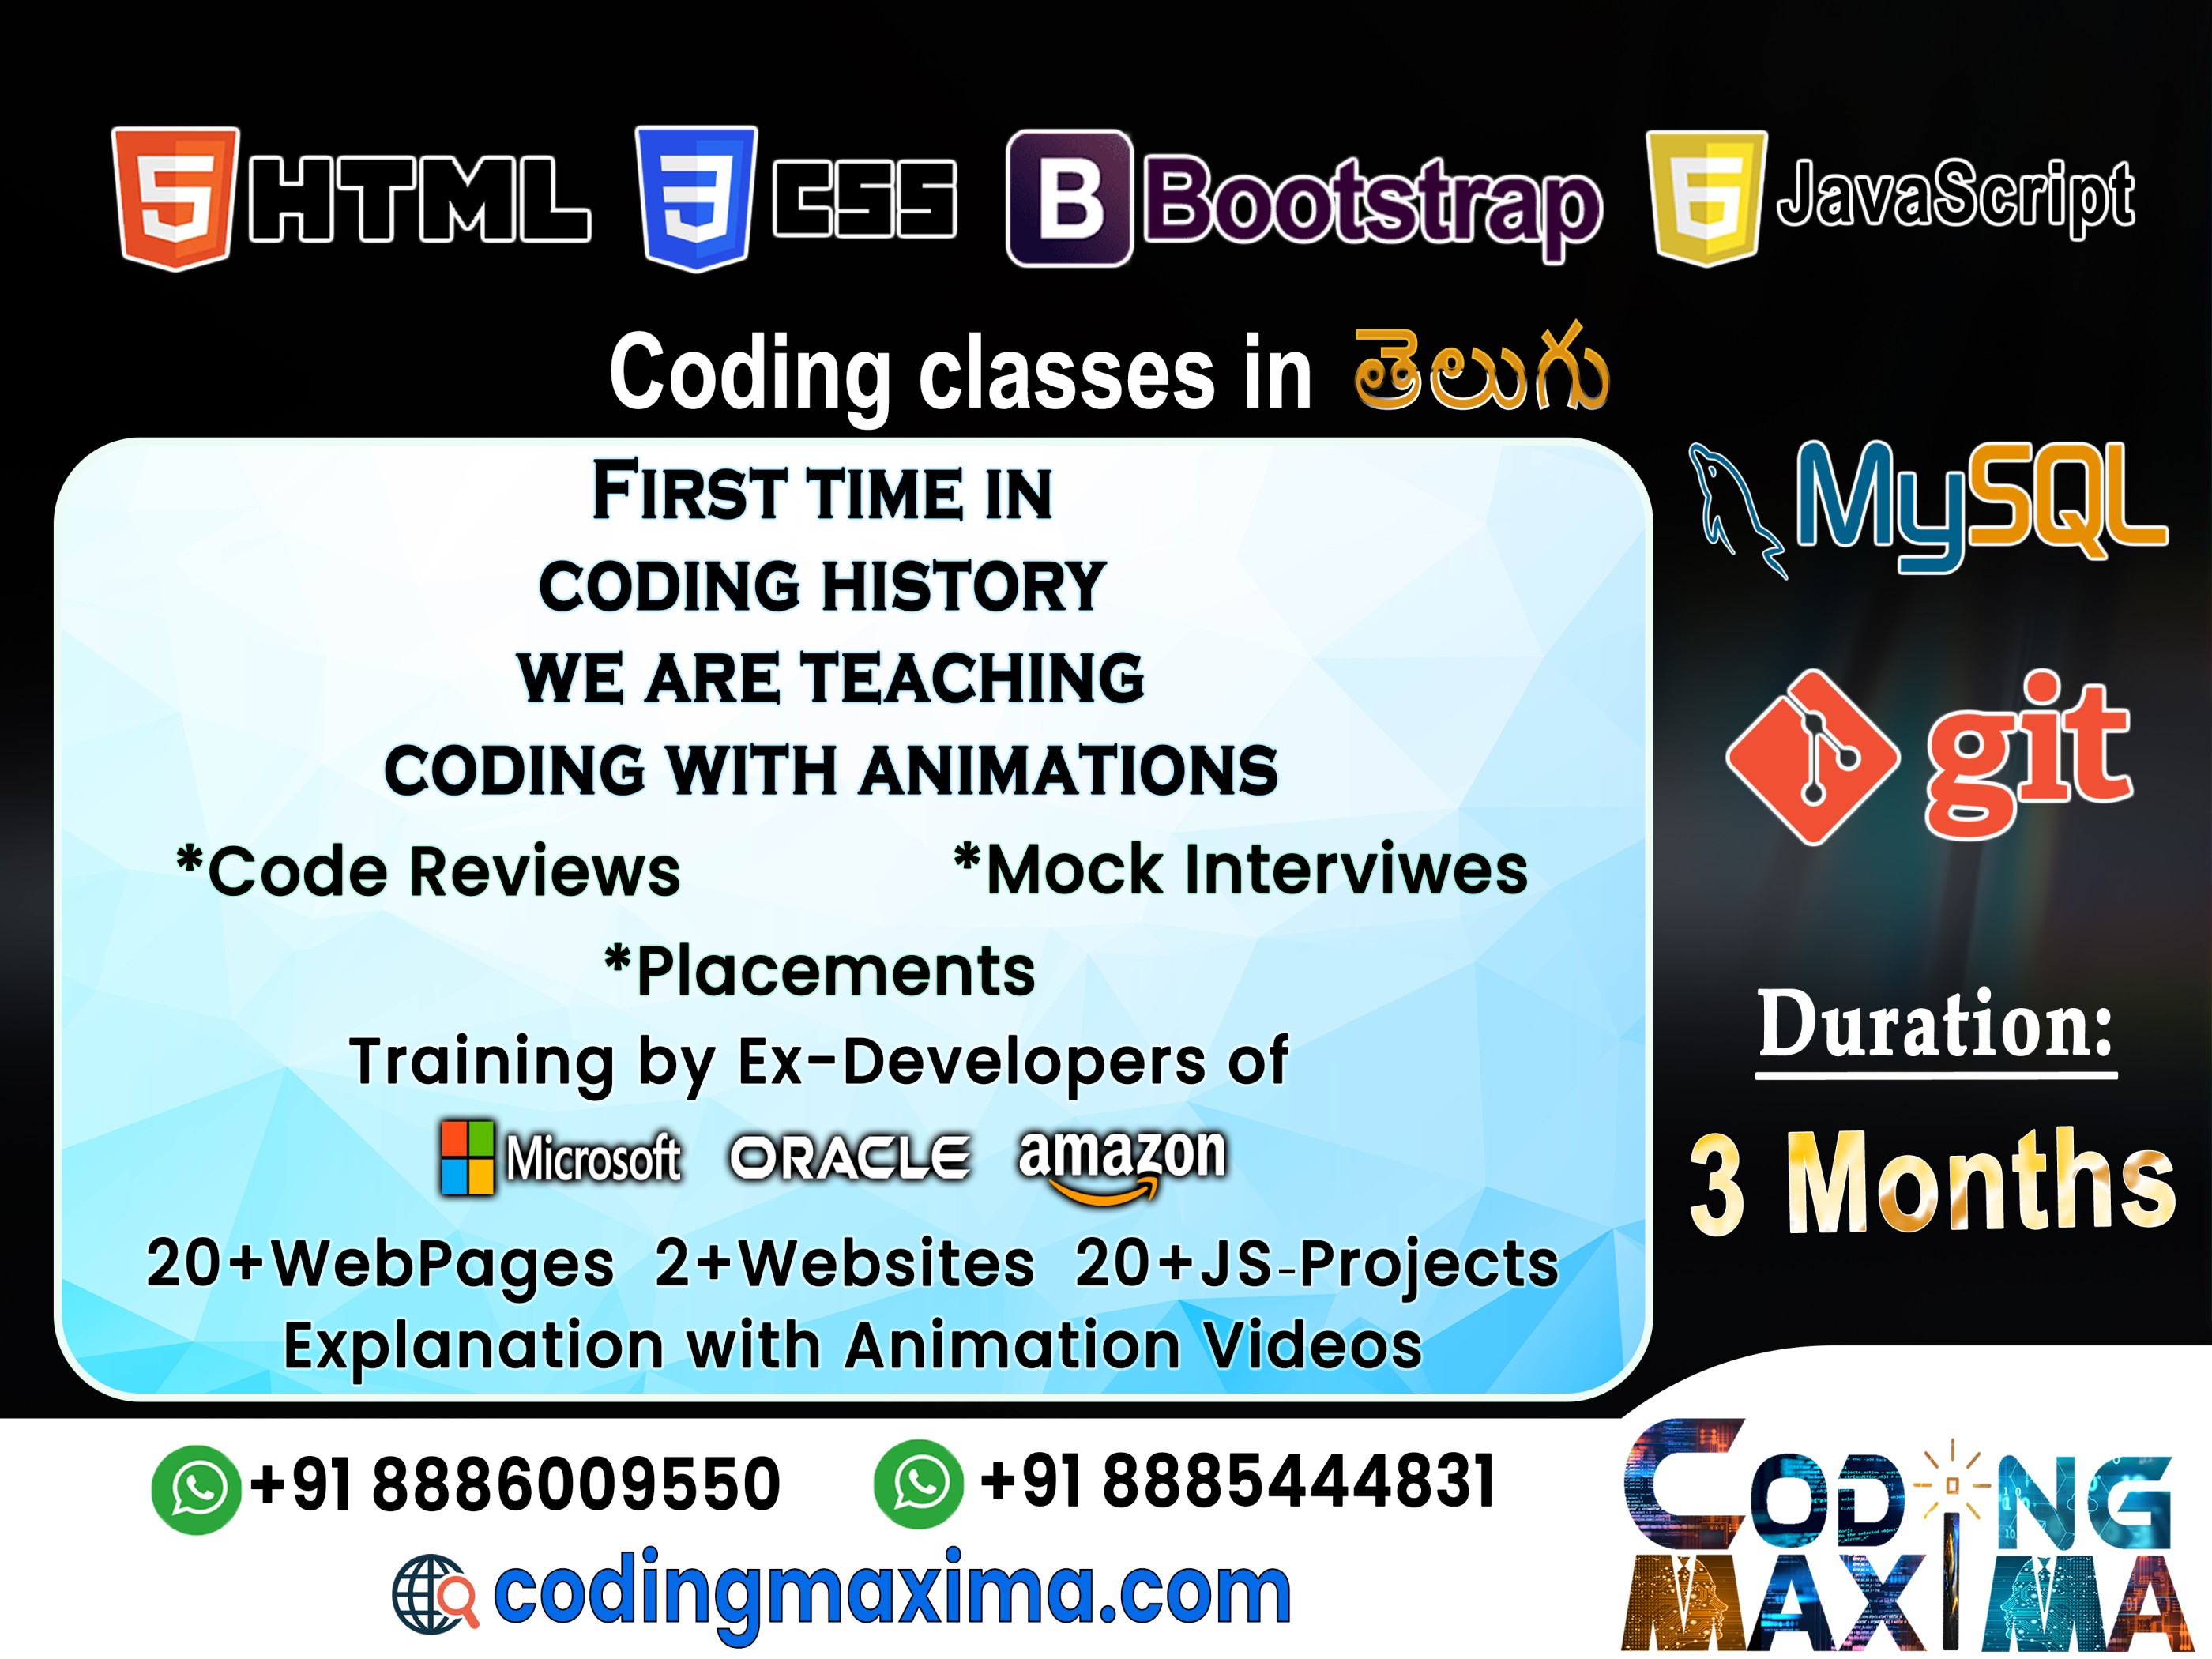 HTML CSS B Bootstrap JavaScript
Coding classes in తెలుగు
First time in
coding history
we are teaching
coding with animations
*Code Reviews *Mock Interviwes
*Placements
Training by Ex-Developers of
Microsoft ORACLE amazon
20+WebPages 2+Websites 20+JS-Projects
Explanation with Animation Videos
MySQL
git
Duration:
3 Months
+91 8886009550 +91 8885444831
codingmaxima.com
CODING
MAXIMA